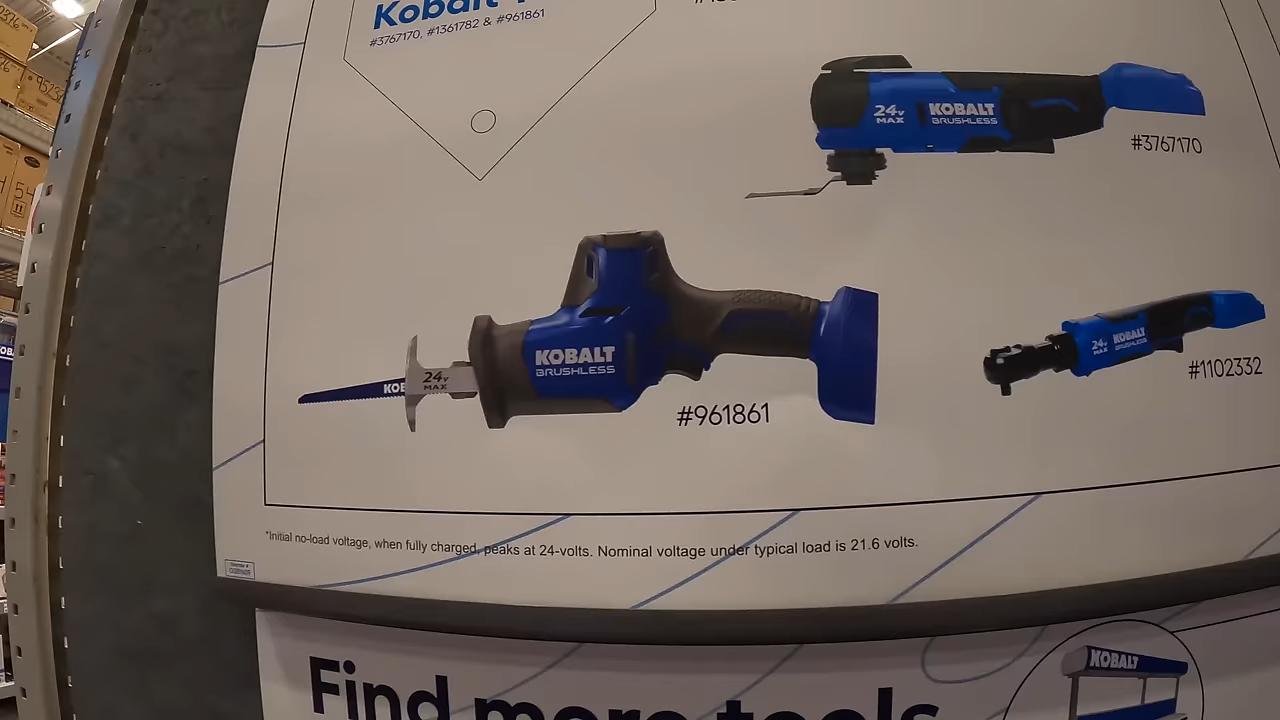 Kobalt
#3767170, #1361782 & #961861
24v
MAX
KOBALT
BRUSHLESS
#3767170
KOBALT
BRUSHLESS
KOB
24v
MAX
#961861
24v
MAX
KOBALT
BRUSHLESS
#1102332
*Initial no-load voltage, when fully charged, peaks at 24-volts. Nominal voltage under typical load is 21.6 volts.
Find more tools
KOBALT